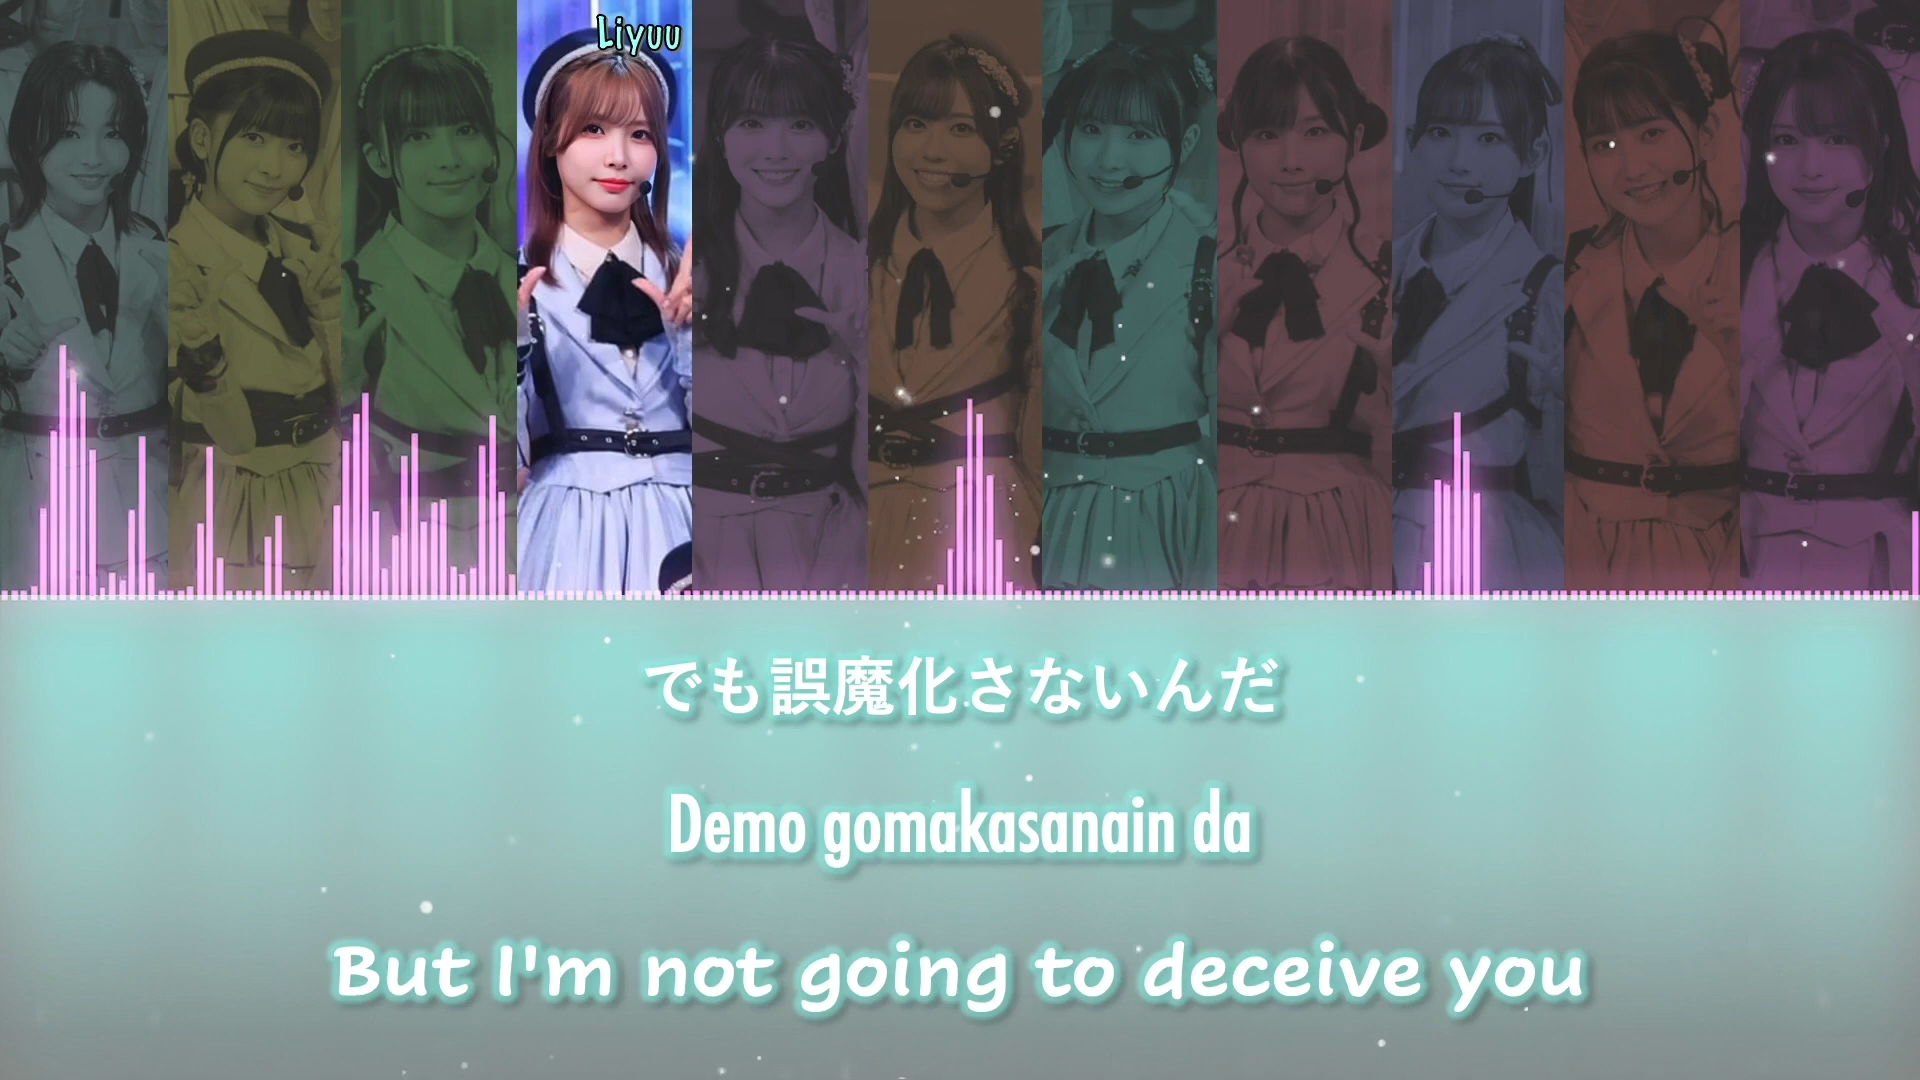 Liyuu
でも誤魔化さないんだ
Demo gomakasanain da
But I'm not going to deceive you